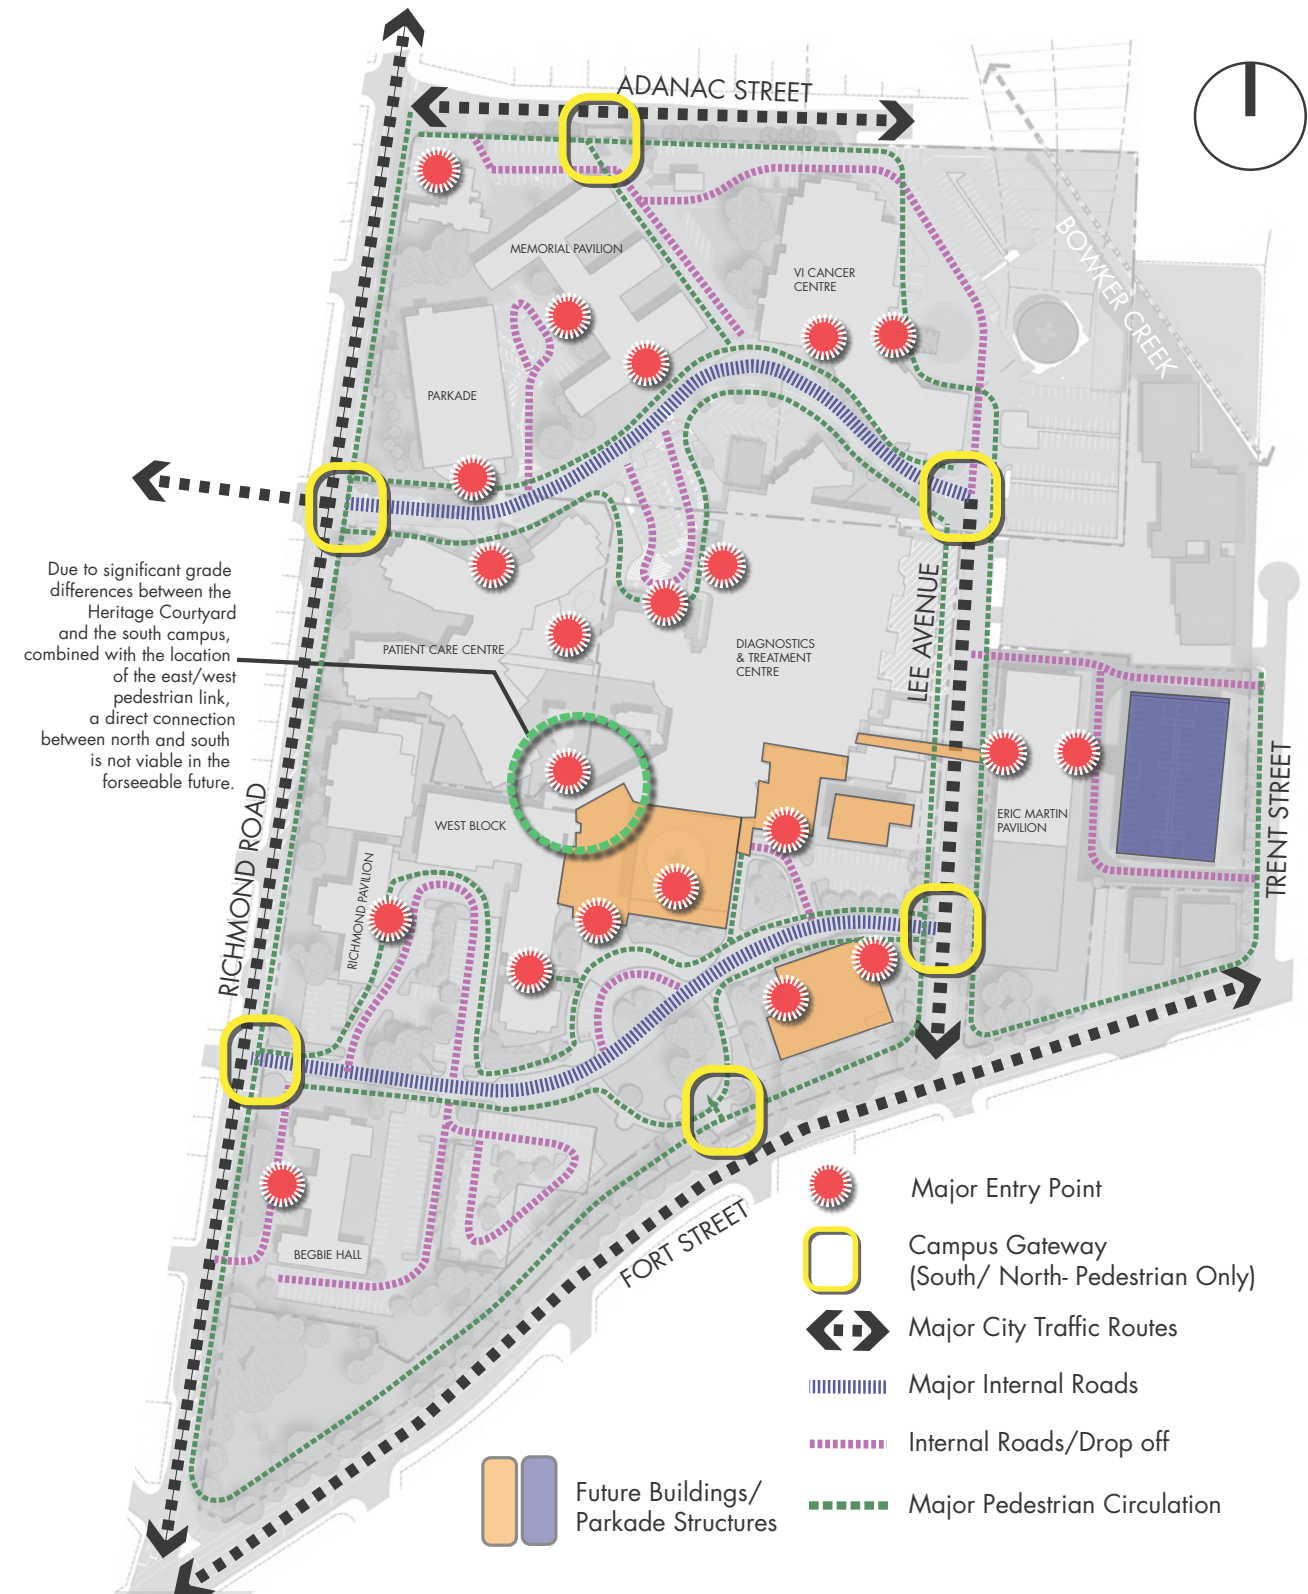 ADANAC STREET
BOWKER CREEK
MEMORIAL PAVILION
VI CANCER
CENTRE
PARKADE
Due to significant grade
differences between the
Heritage Courtyard
and the south campus,
combined with the location
of the east/west
pedestrian link,
a direct connection
between north and south
is not viable in the
forseeable future.
PATIENT CARE CENTRE
DIAGNOSTICS
& TREATMENT
CENTRE
LEE AVENUE
RICHMOND ROAD
WEST BLOCK
RICHMOND PAVILION
ERIC MARTIN
PAVILION
TRENT STREET
BEGBIE HALL
FORT STREET
Major Entry Point
Campus Gateway
(South/ North- Pedestrian Only)
Major City Traffic Routes
Major Internal Roads
Internal Roads/Drop off
Major Pedestrian Circulation
Future Buildings/
Parkade Structures